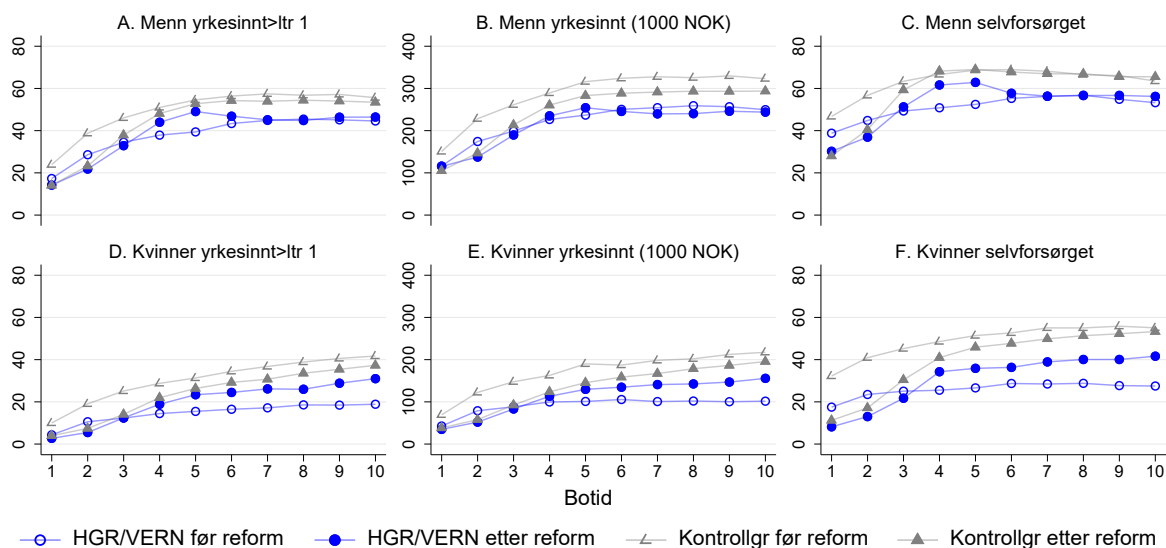 A. Menn yrkesinnt>ltr 1
B. Menn yrkesinnt (1000 NOK)
C. Menn selvforsørget
80
60
40
20
0
400
300
200
100
0
80
60
40
20
0
D. Kvinner yrkesinnt>ltr 1
E. Kvinner yrkesinnt (1000 NOK)
F. Kvinner selvforsørget
80
60
40
20
0
400
300
200
100
0
80
60
40
20
0
1 2 3 4 5 6 7 8 9 10
1 2 3 4 5 6 7 8 9 10
1 2 3 4 5 6 7 8 9 10
Botid
HGR/VERN før reform
HGR/VERN etter reform
Kontrollgr før reform
Kontrollgr etter reform